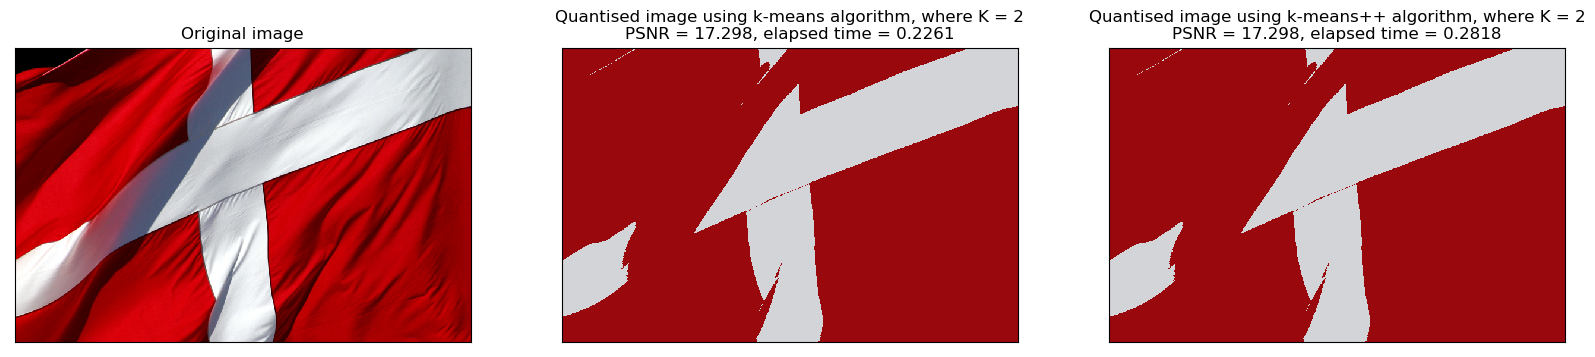 Original image
Quantised image using k-means algorithm, where K = 2
PSNR = 17.298, elapsed time = 0.2261
Quantised image using k-means++ algorithm, where K = 2
PSNR = 17.298, elapsed time = 0.2818